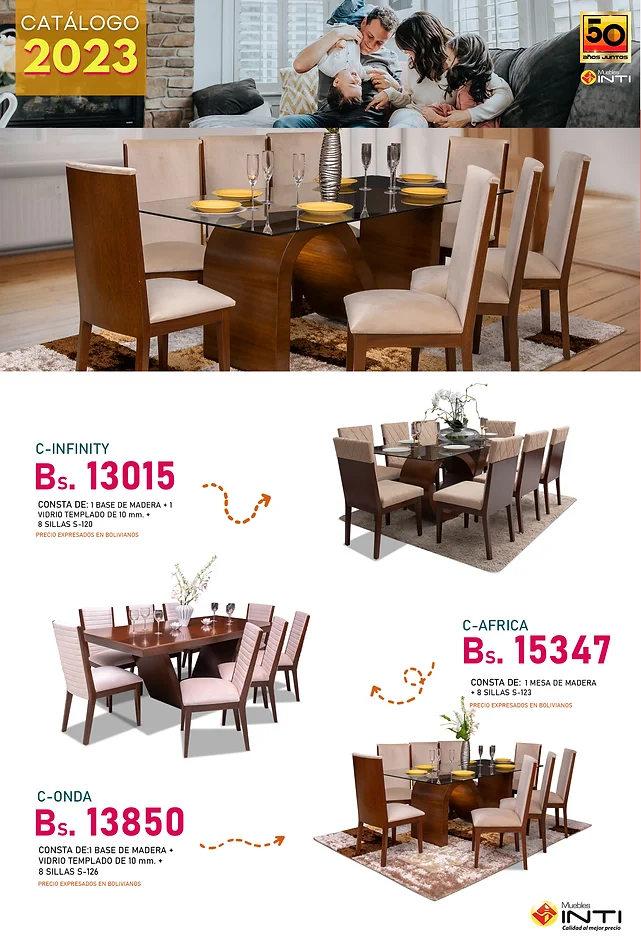 CATÁLOGO
2023
50
años JUNTOS
Muebles
INTI
C-INFINITY
Bs. 13015
CONSTA DE: 1 BASE DE MADERA + 1
VIDRIO TEMPLADO DE 10 mm. +
8 SILLAS S-120
PRECIO EXPRESADOS EN BOLIVIANOS
C-AFRICA
Bs. 15347
CONSTA DE: 1 MESA DE MADERA
+ 8 SILLAS S-123
PRECIO EXPRESADOS EN BOLIVIANOS
C-ONDA
Bs. 13850
CONSTA DE:1 BASE DE MADERA +
VIDRIO TEMPLADO DE 10 mm. +
8 SILLAS S-126
PRECIO EXPRESADOS EN BOLIVIANOS
Muebles
INTI
Calidad al mejor precio